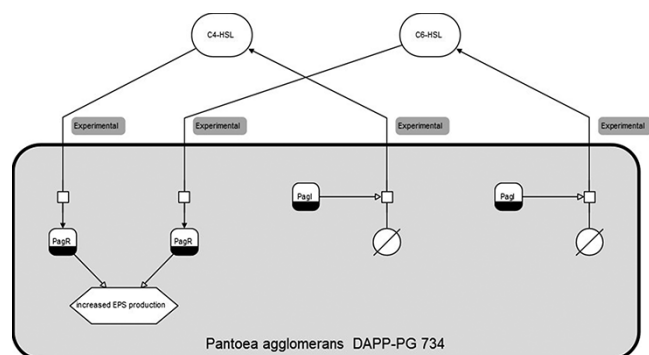 C4-HSL
C6-HSL
Experimental
Experimental
Experimental
Experimental
PagI
PagI
PagR
PagR
increased EPS production
Pantoea agglomerans DAPP-PG 734